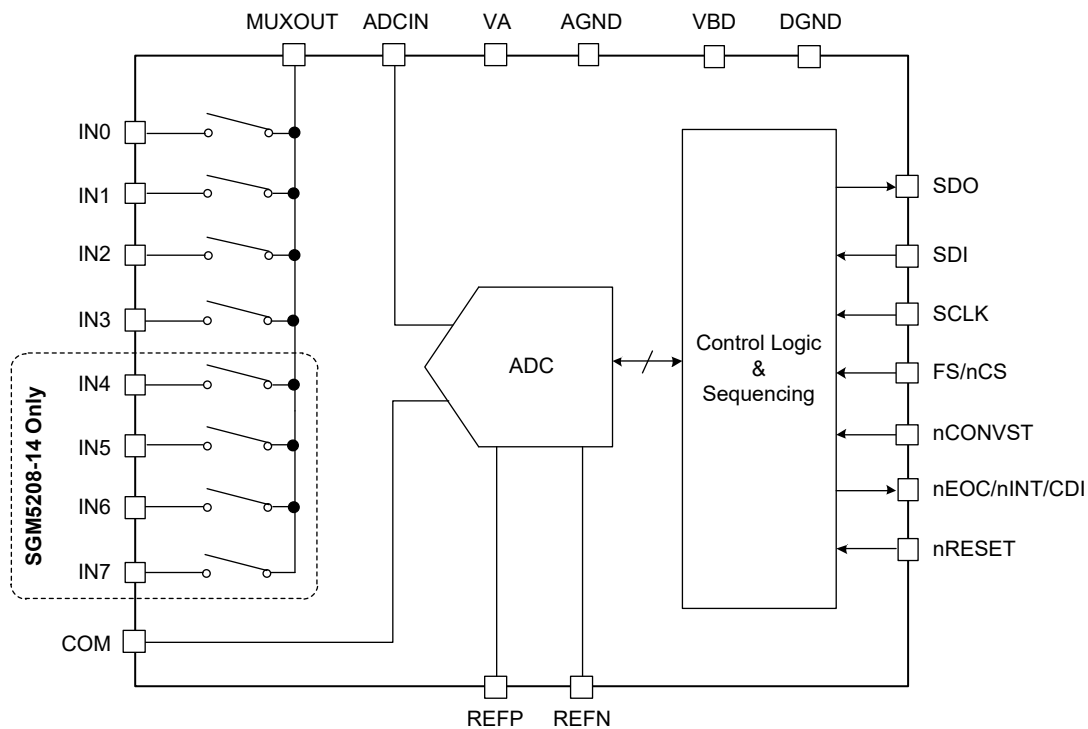 MUXOUT
ADCIN
VA
AGND
VBD
DGND
IN0
IN1
IN2
IN3
IN4
IN5
IN6
IN7
SGM5208-14 Only
COM
ADC
Control Logic
&
Sequencing
SDO
SDI
SCLK
FS/nCS
nCONVST
nEOC/nINT/CDI
nRESET
REFP
REFN